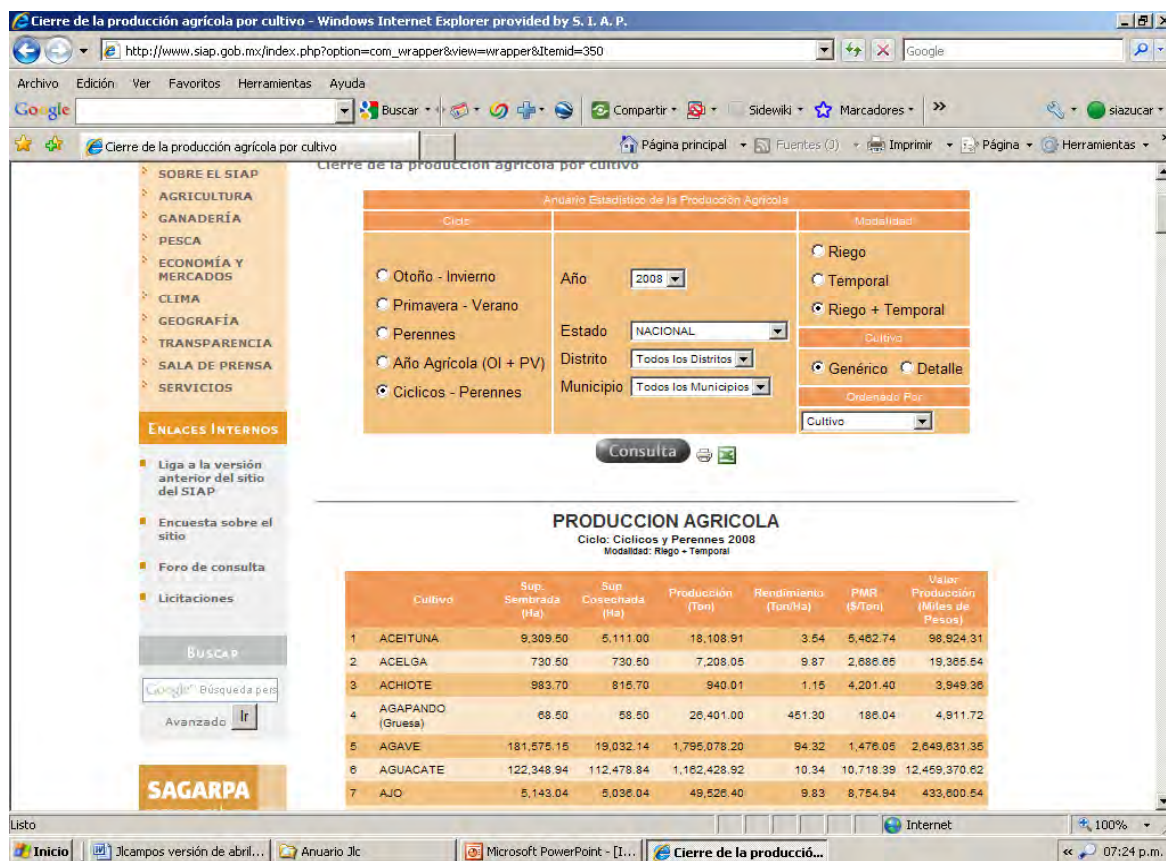 Cierre de la producción agrícola por cultivo - Windows Internet Explorer provided by S. I. A. P.
http://www.siap.gob.mx/index.php?option=com_wrapper&view=wrapper&Itemid=350
Google
Archivo Edición Ver Favoritos Herramientas Ayuda
Google Buscar Compartir Sidewiki Marcadores » siazucar
Cierre de la producción agrícola por cultivo Página principal Fuentes (J) Imprimir Página Herramientas
Cierre de la producción agrícola por cultivo
SOBRE EL SIAP
AGRICULTURA
GANADERÍA
PESCA
ECONOMÍA Y
MERCADOS
CLIMA
GEOGRAFÍA
TRANSPARENCIA
SALA DE PRENSA
SERVICIOS
ENLACES INTERNOS
Liga a la versión
anterior del sitio
del SIAP
Encuesta sobre el
sitio
Foro de consulta
Licitaciones
BUSCAR
Google Búsqueda pers
Avanzado Ir
SAGARPA
Anuario Estadistico de la Producción Agricola
Ciclo
Otoño - Invierno
Primavera - Verano
Perennes
Año Agrícola (OI + PV)
Ciclicos - Perennes
Año 2008
Estado NACIONAL
Distrito Todos los Distritos
Municipio Todos los Municipios
Modalidad
Riego
Temporal
Riego + Temporal
Cultivo
Genérico Detalle
Ordenado Por
Cultivo
Consulta
PRODUCCION AGRICOLA
Ciclo: Ciclicos y Perennes 2008
Modalidad: Riego + Temporal
Cultivo Sup. Sembrada (Ha) Sup. Cosechada (Ha) Producción (Ton) Rendimiento (Ton/Ha) PMR ($/Ton) Valor Producción (Miles de Pesos)
1 ACEITUNA 9,309.50 5,111.00 18,108.91 3.54 5,462.74 98,924.31
2 ACELGA 730.50 730.50 7,208.05 9.87 2,686.65 19,365.54
3 ACHIOTE 983.70 815.70 940.01 1.15 4,201.40 3,949.36
4 AGAPANDO (Gruesa) 68.50 58.50 26,401.00 451.30 186.04 4,911.72
5 AGAVE 181,575.15 19,032.14 1,795,078.20 94.32 1,476.05 2,649,631.35
6 AGUACATE 122,348.94 112,478.84 1,162,428.92 10.34 10,718.39 12,459,370.62
7 AJO 5,143.04 5,036.04 49,526.40 9.83 8,754.94 433,600.54
Listo Internet 100%
Inicio Jlcampos versión de abril... Anuario Jlc Microsoft PowerPoint - [I... Cierre de la producció... « 07:24 p.m.